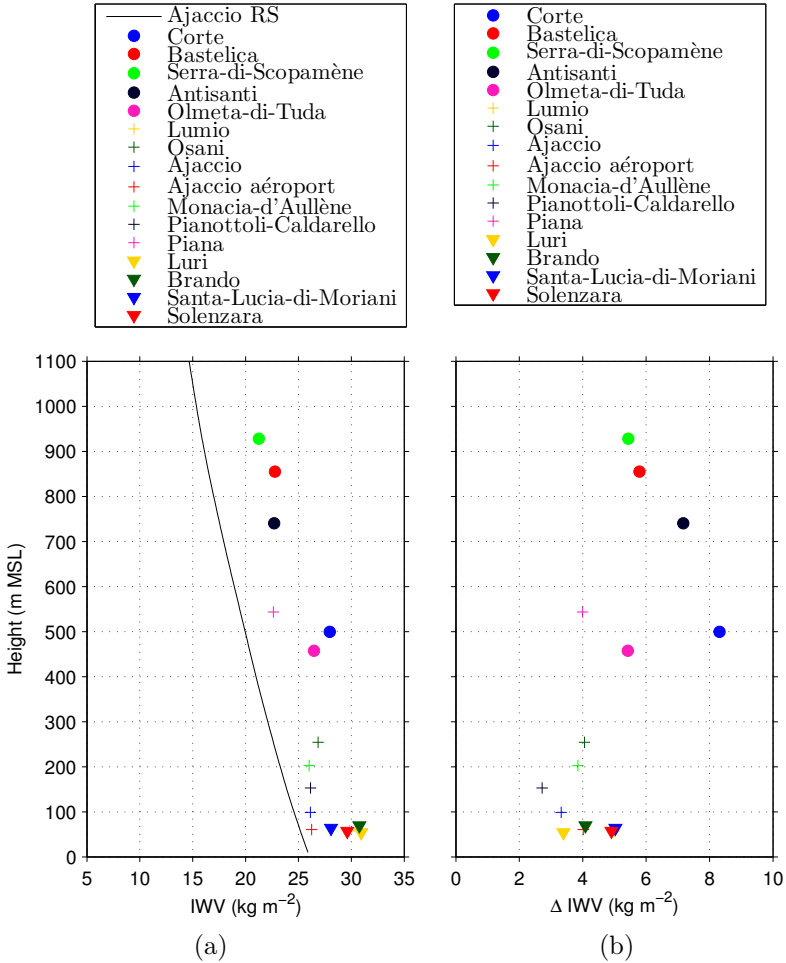 Ajaccio RS
Corte
Bastelica
Serra-di-Scopamène
Antisanti
Olmeta-di-Tuda
Lumio
Osani
Ajaccio
Ajaccio aéroport
Monacia-d'Aullène
Pianottoli-Caldarello
Piana
Luri
Brando
Santa-Lucia-di-Moriani
Solenzara
Corte
Bastelica
Serra-di-Scopamène
Antisanti
Olmeta-di-Tuda
Lumio
Osani
Ajaccio
Ajaccio aéroport
Monacia-d'Aullène
Pianottoli-Caldarello
Piana
Luri
Brando
Santa-Lucia-di-Moriani
Solenzara
Height (m MSL)
1100
1000
900
800
700
600
500
400
300
200
100
0
5 10 15 20 25 30 35
IWV (kg m⁻²)
(a)
0 2 4 6 8 10
Δ IWV (kg m⁻²)
(b)